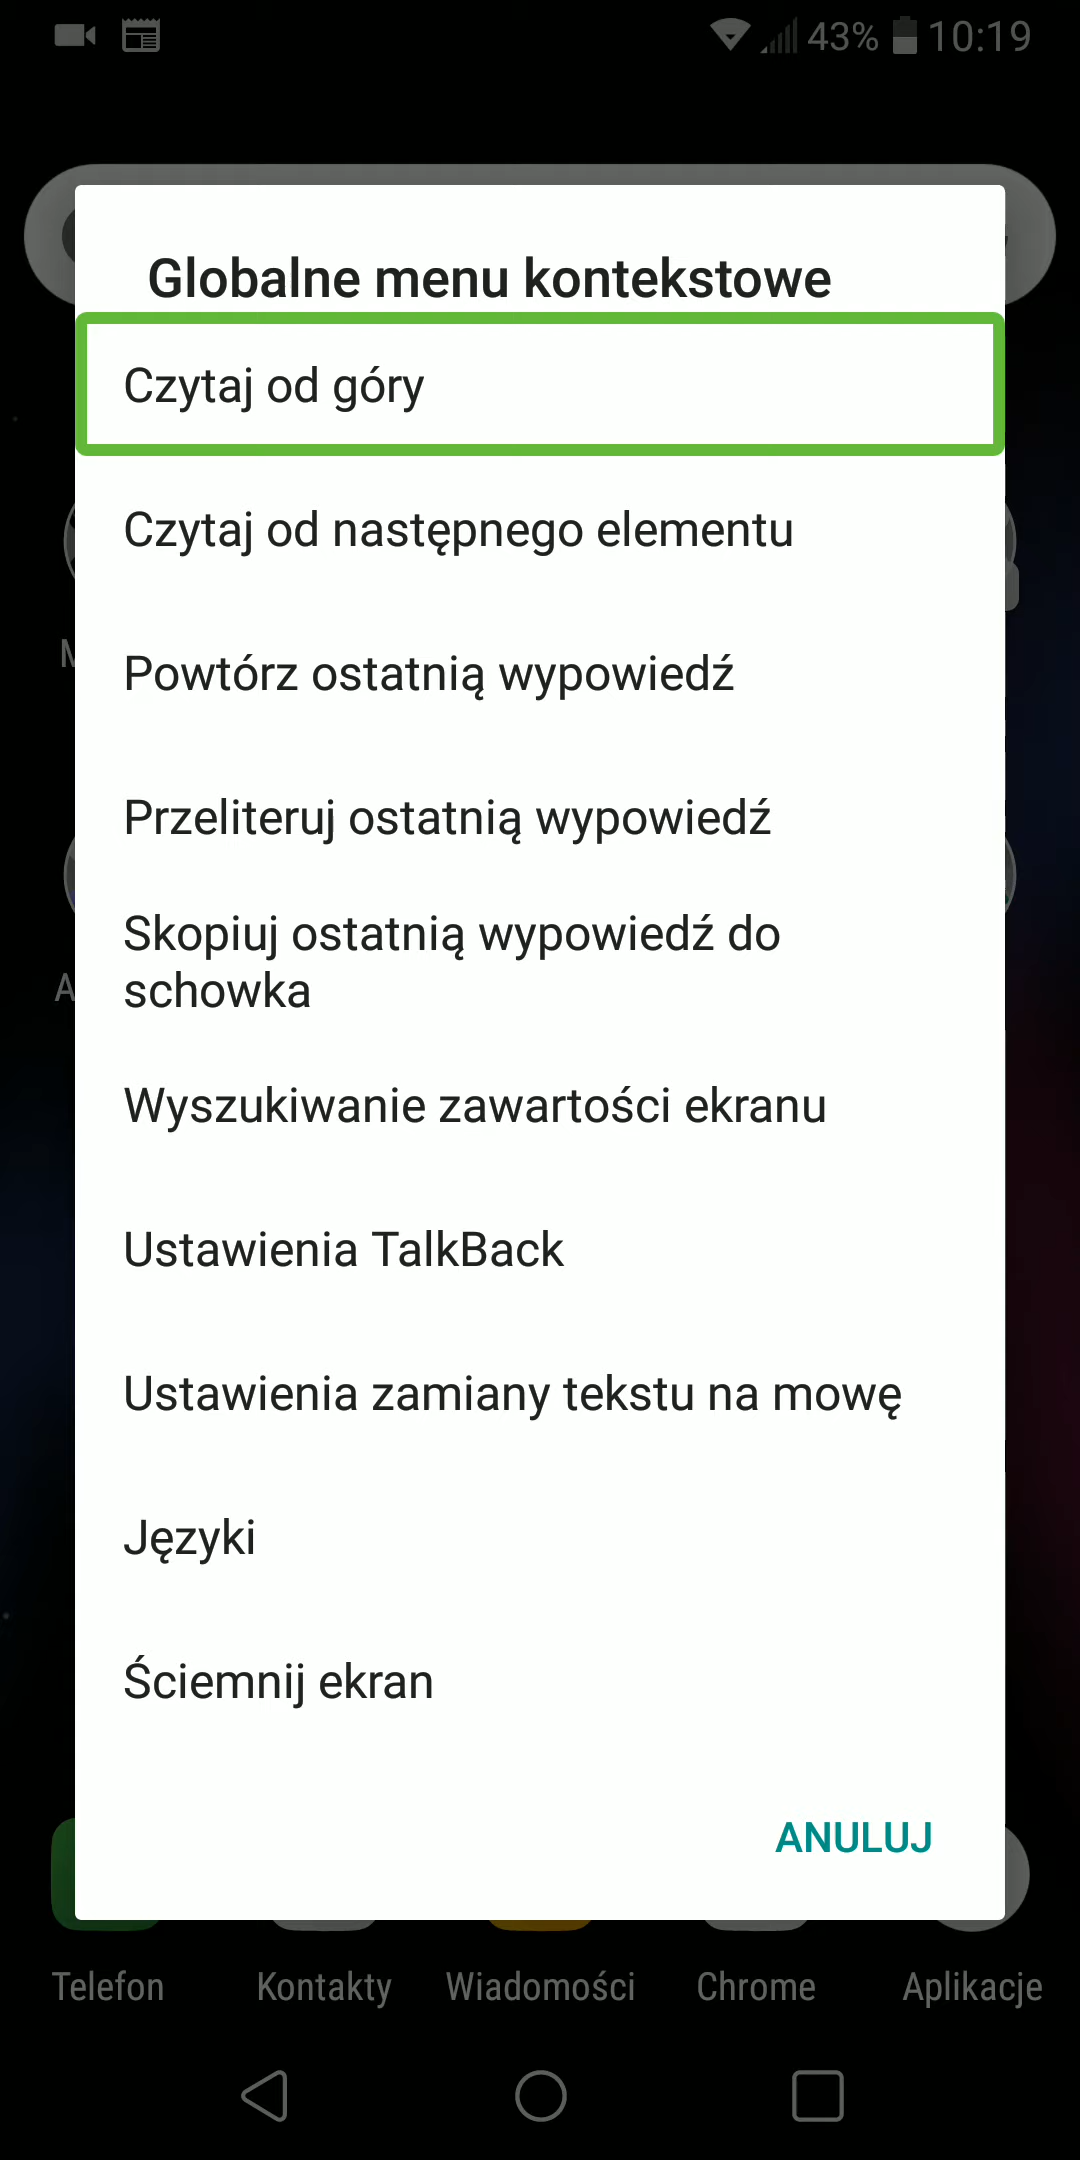 43% 10:19
Globalne menu kontekstowe
Czytaj od góry
Czytaj od następnego elementu
Powtórz ostatnią wypowiedź
Przeliteruj ostatnią wypowiedź
Skopiuj ostatnią wypowiedź do
schowka
Wyszukiwanie zawartości ekranu
Ustawienia TalkBack
Ustawienia zamiany tekstu na mowę
Języki
Ściemnij ekran
ANULUJ
Telefon Kontakty Wiadomości Chrome Aplikacje